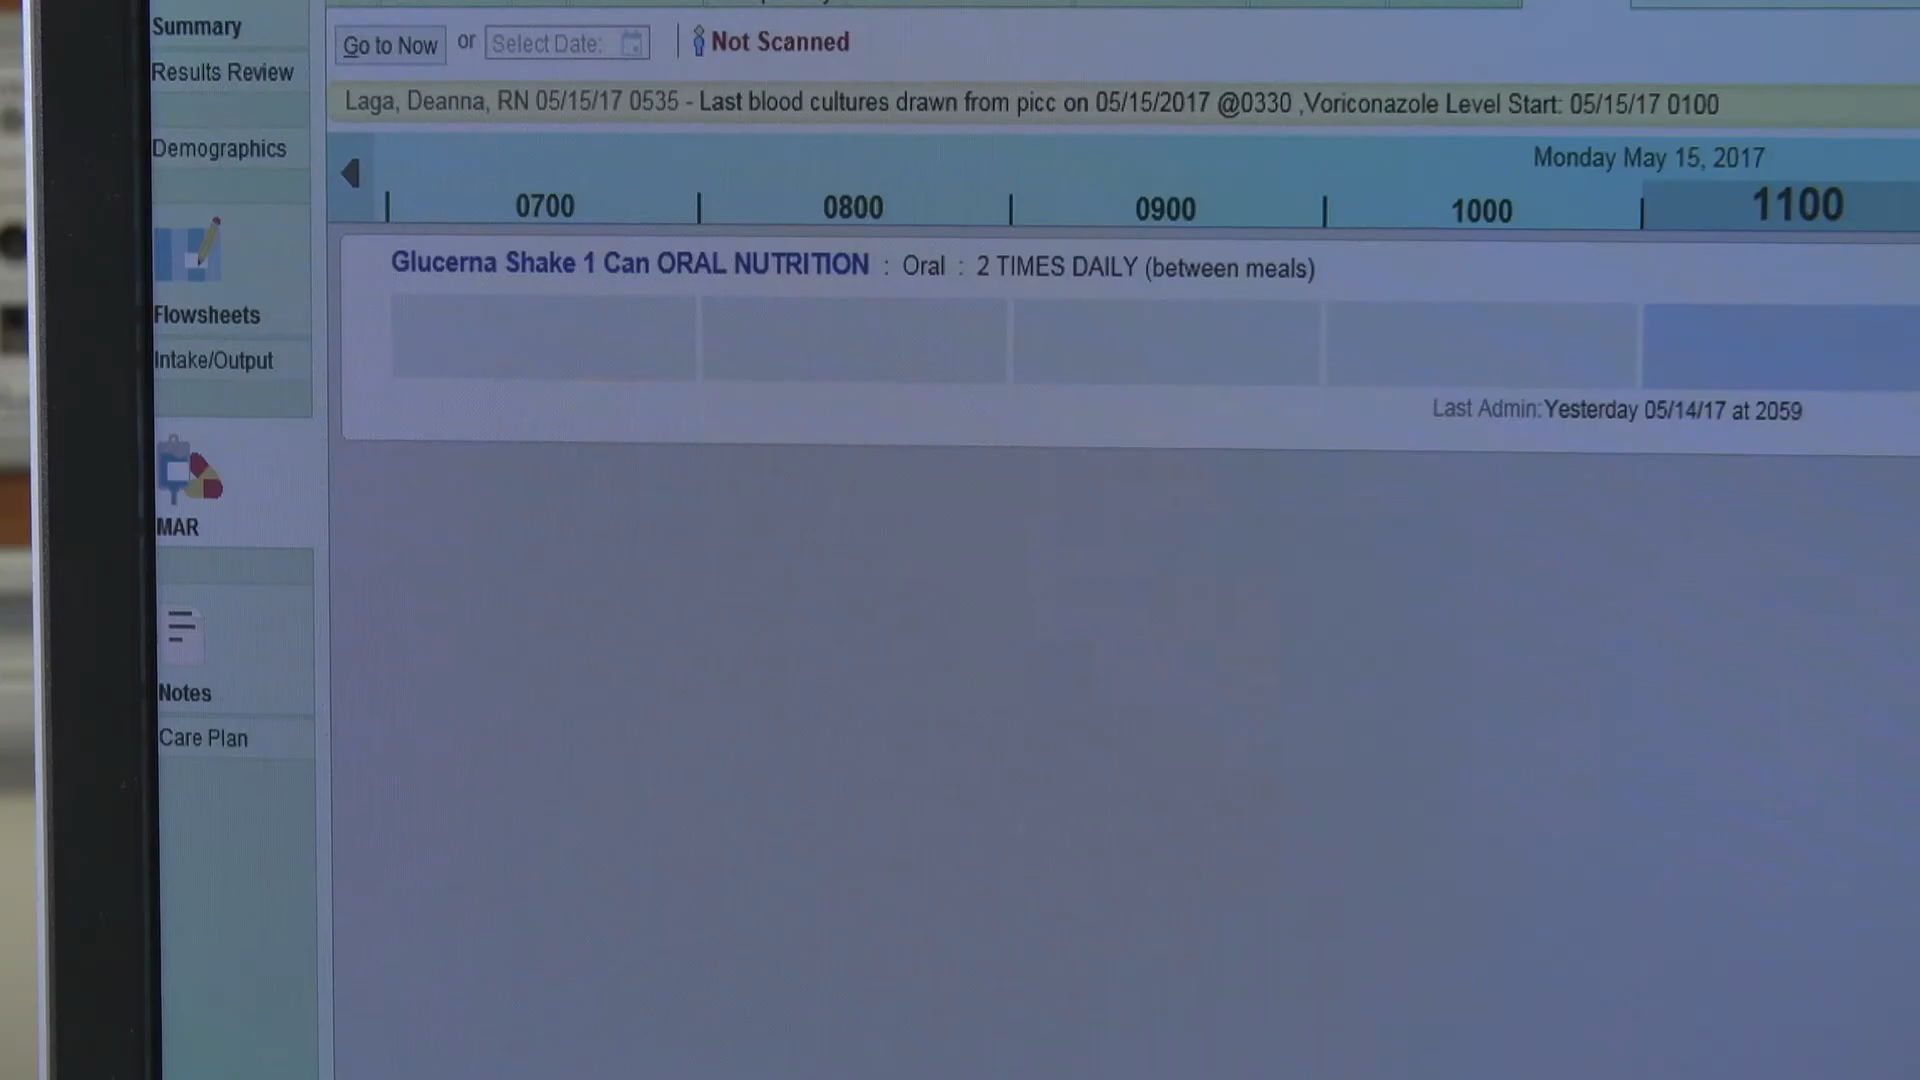 Summary
Results Review
Demographics
Flowsheets
Intake/Output
MAR
Notes
Care Plan
Go to Now or Select Date: Not Scanned
Laga, Deanna, RN 05/15/17 0535 - Last blood cultures drawn from picc on 05/15/2017 @0330 ,Voriconazole Level Start: 05/15/17 0100
Monday May 15, 2017
0700 0800 0900 1000 1100
Glucerna Shake 1 Can ORAL NUTRITION : Oral : 2 TIMES DAILY (between meals)
Last Admin:Yesterday 05/14/17 at 2059